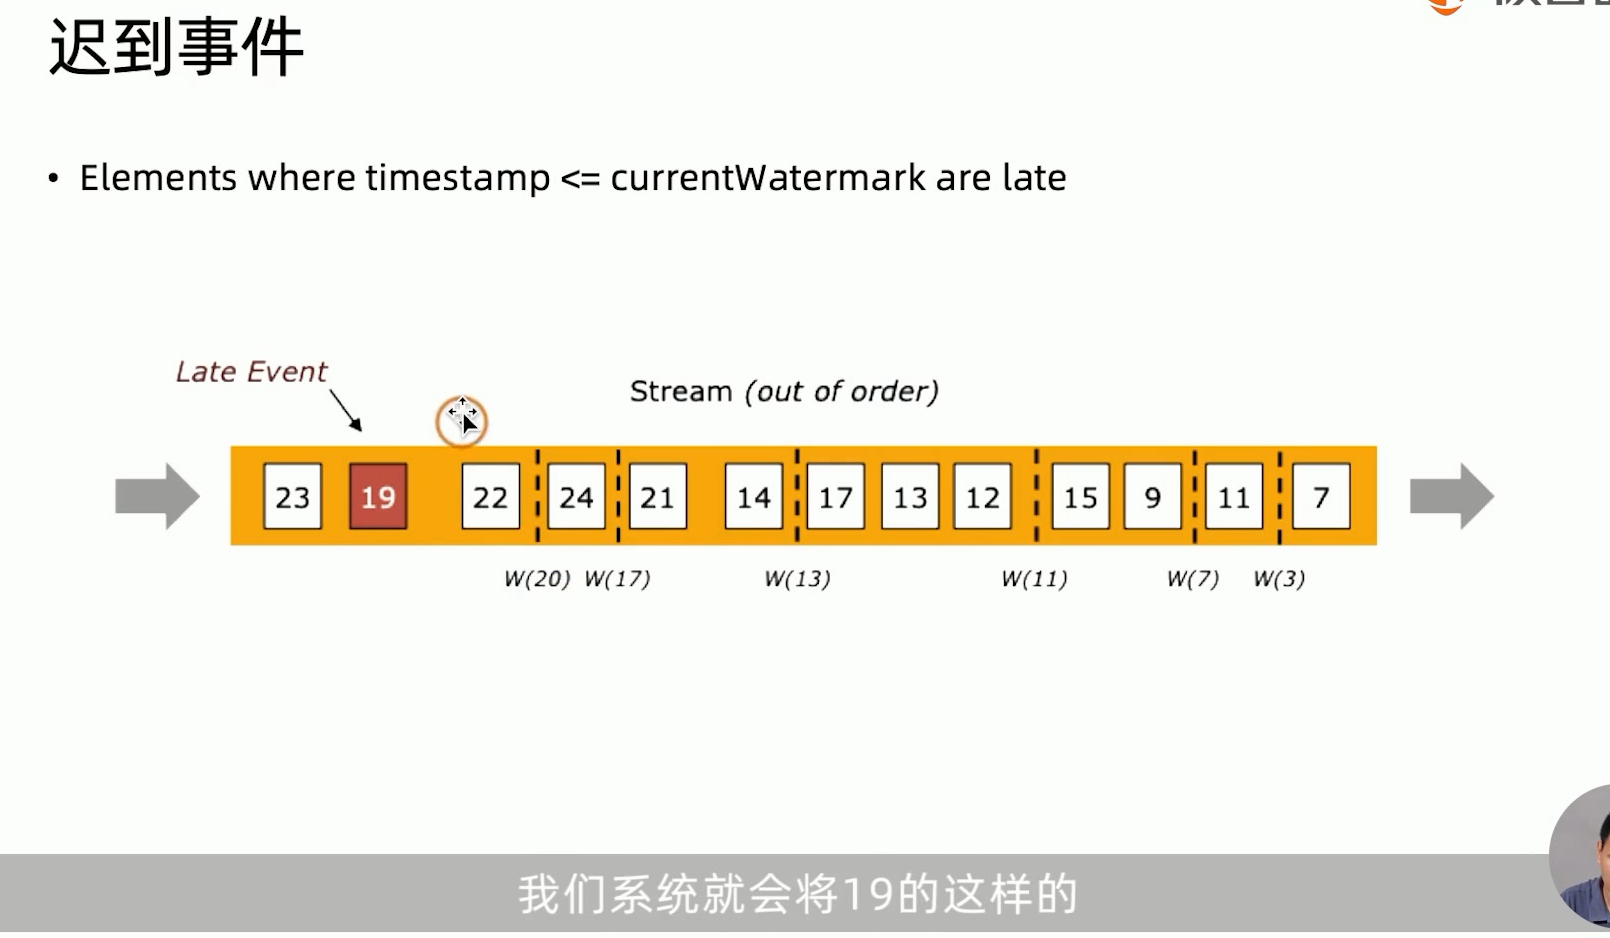 迟到事件
• Elements where timestamp <= currentWatermark are late
Late Event
Stream (out of order)
23 19 22 24 21 14 17 13 12 15 9 11 7
W(20) W(17) W(13) W(11) W(7) W(3)
我们系统就会将19的这样的